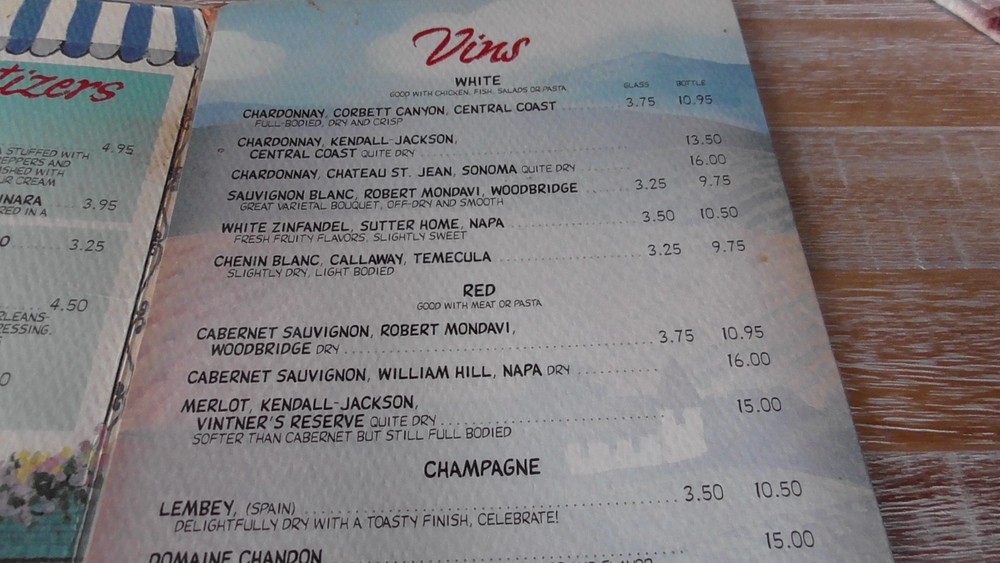 tizers
A STUFFED WITH 4.95
EPPERS AND
SHED WITH
UR CREAM
INARA 3.95
RED IN A
O 3.25
4.50
RLEANS-
ESSING.
Vins
WHITE
GOOD WITH CHICKEN, FISH, SALADS OR PASTA
GLASS BOTTLE
CHARDONNAY, CORBETT CANYON, CENTRAL COAST 3.75 10.95
FULL-BODIED, DRY AND CRISP
CHARDONNAY, KENDALL-JACKSON,
CENTRAL COAST QUITE DRY 13.50
CHARDONNAY, CHATEAU ST. JEAN, SONOMA QUITE DRY 16.00
SAUVIGNON BLANC, ROBERT MONDAVI, WOODBRIDGE 3.25 9.75
GREAT VARIETAL BOUQUET, OFF-DRY AND SMOOTH
WHITE ZINFANDEL, SUTTER HOME, NAPA 3.50 10.50
FRESH FRUITY FLAVORS, SLIGHTLY SWEET
CHENIN BLANC, CALLAWAY, TEMECULA 3.25 9.75
SLIGHTLY DRY, LIGHT BODIED
RED
GOOD WITH MEAT OR PASTA
CABERNET SAUVIGNON, ROBERT MONDAVI,
WOODBRIDGE DRY 3.75 10.95
CABERNET SAUVIGNON, WILLIAM HILL, NAPA DRY 16.00
MERLOT, KENDALL-JACKSON,
VINTNER'S RESERVE QUITE DRY 15.00
SOFTER THAN CABERNET BUT STILL FULL BODIED
CHAMPAGNE
LEMBEY, (SPAIN) 3.50 10.50
DELIGHTFULLY DRY WITH A TOASTY FINISH, CELEBRATE!
DOMAINE CHANDON 15.00